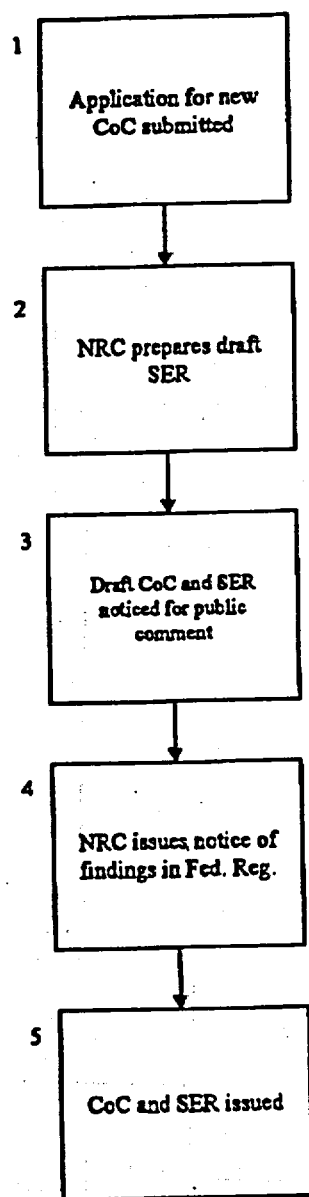 1
Application for new
CoC submitted
2
NRC prepares draft
SER
3
Draft CoC and SER
noticed for public
comment
4
NRC issues notice of
findings in Fed. Reg.
5
CoC and SER issued